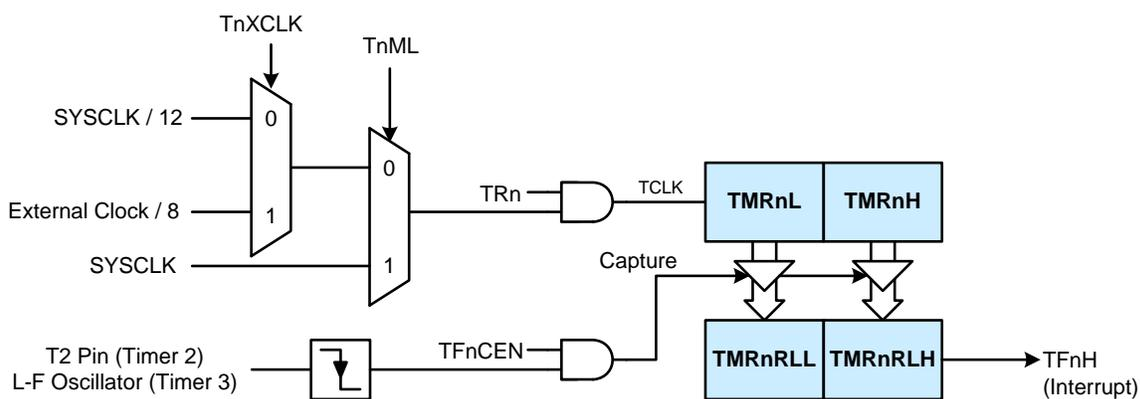 TnXCLK
TnML
SYSCLK / 12
0
0
External Clock / 8
1
SYSCLK
1
TRn
TCLK
TMRnL
TMRnH
Capture
T2 Pin (Timer 2)
L-F Oscillator (Timer 3)
TFnCEN
TMRnRLL
TMRnRLH
TFnH
(Interrupt)